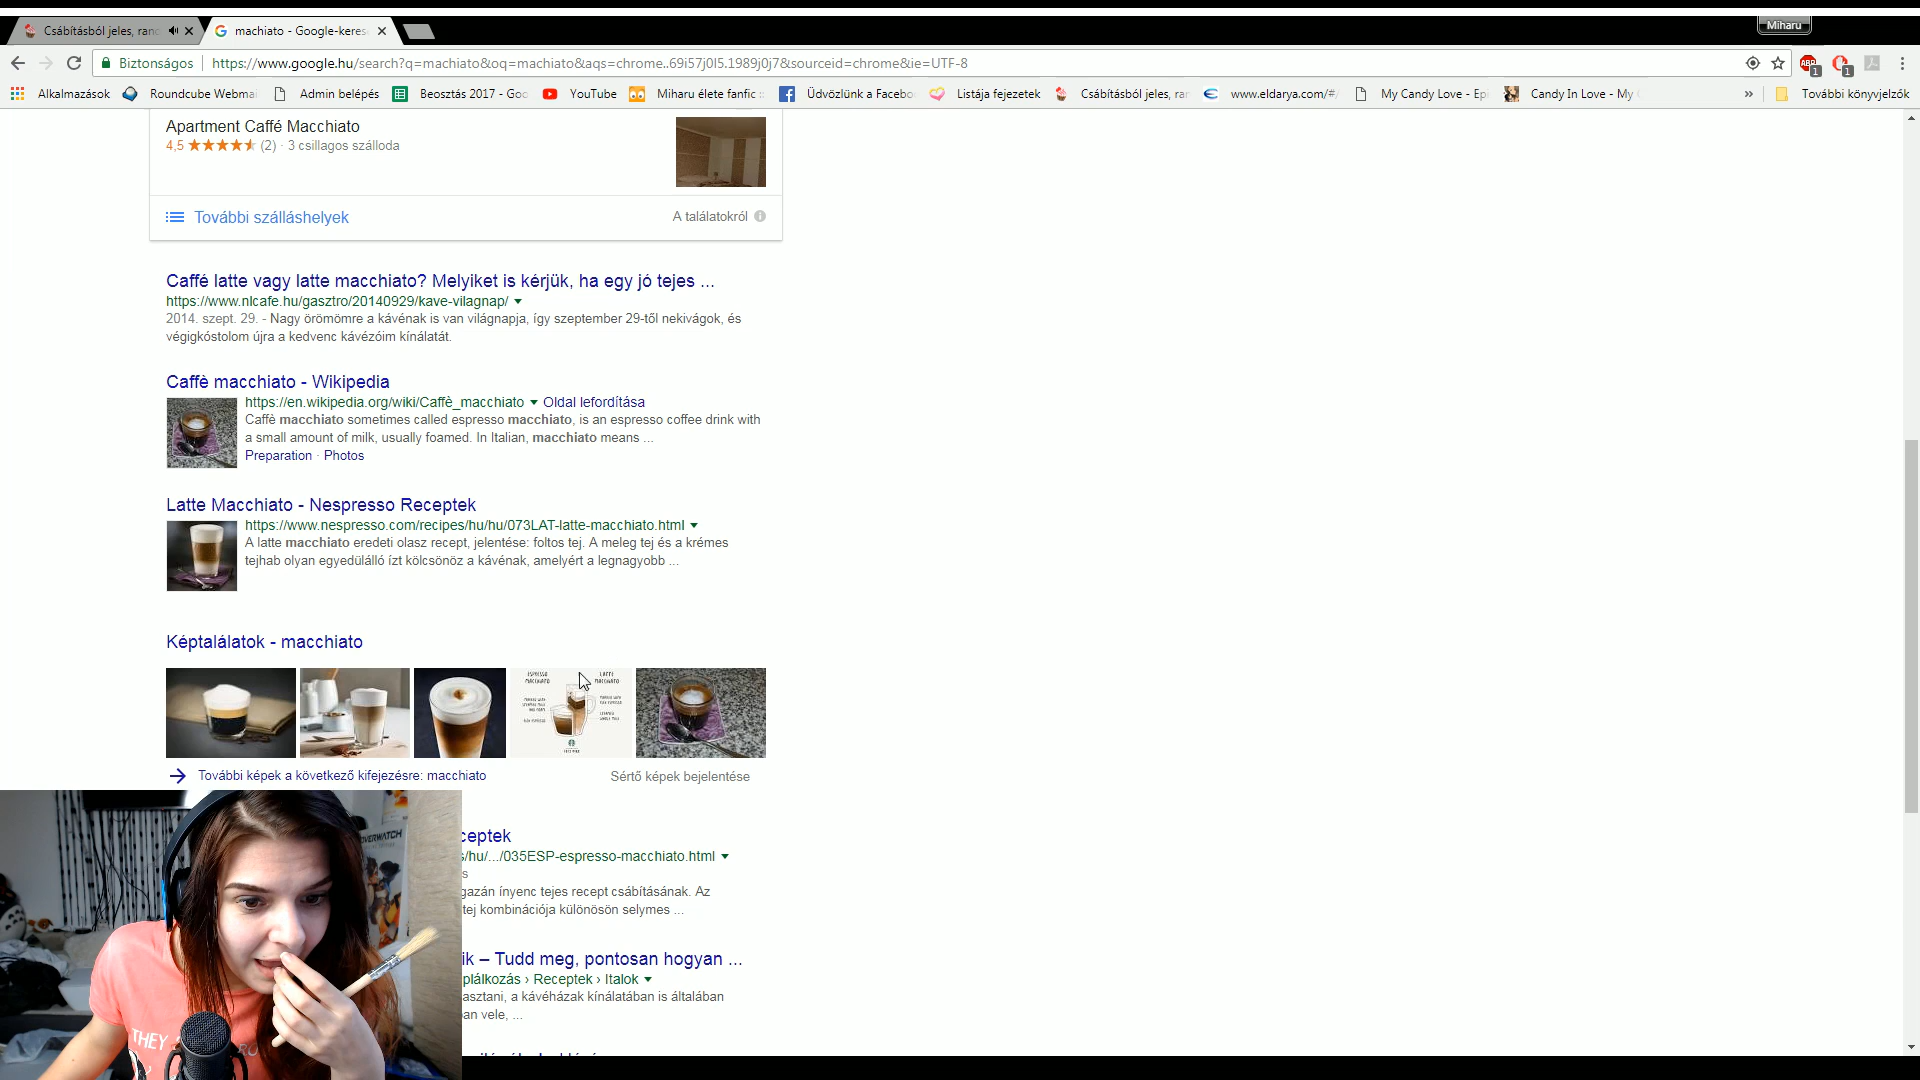 Csábításból jeles, ranc
machiato - Google-keres
Miharu
Biztonságos
https://www.google.hu/search?q=machiato&oq=machiato&aqs=chrome..69i57j0l5.1989j0j7&sourceid=chrome&ie=UTF-8
Alkalmazások
Roundcube Webmai
Admin belépés
Beosztás 2017 - Goo
YouTube
Miharu élete fanfic ::
Üdvözlünk a Faceboo
Listája fejezetek
Csábításból jeles, ran
www.eldarya.com/#/
My Candy Love - Ep
Candy In Love - My C
»
További könyvjelzők
Apartment Caffé Macchiato
4,5 ★★★★★ (2) · 3 csillagos szálloda
További szálláshelyek
A találatokról
Caffé latte vagy latte macchiato? Melyiket is kérjük, ha egy jó tejes ...
https://www.nlcafe.hu/gasztro/20140929/kave-vilagnap/
2014. szept. 29. - Nagy örömömre a kávénak is van világnapja, így szeptember 29-től nekivágok, és
végigkóstolom újra a kedvenc kávézóim kínálatát.
Caffè macchiato - Wikipedia
https://en.wikipedia.org/wiki/Caffè_macchiato Oldal lefordítása
Caffè macchiato sometimes called espresso macchiato, is an espresso coffee drink with
a small amount of milk, usually foamed. In Italian, macchiato means ...
Preparation · Photos
Latte Macchiato - Nespresso Receptek
https://www.nespresso.com/recipes/hu/hu/073LAT-latte-macchiato.html
A latte macchiato eredeti olasz recept, jelentése: foltos tej. A meleg tej és a krémes
tejhab olyan egyedülálló ízt kölcsönöz a kávénak, amelyért a legnagyobb ...
Képtalálatok - macchiato
ESPRESSO MACCHIATO
LATTE MACCHIATO
További képek a következő kifejezésre: macchiato
Sértő képek bejelentése
ceptek
s/hu/.../035ESP-espresso-macchiato.html
s
gazán ínyenc tejes recept csábításának. Az
tej kombinációja különösön selymes ...
ik – Tudd meg, pontosan hogyan ...
plálkozás › Receptek › Italok
asztani, a kávéházak kínálatában is általában
an vele, ...
OVERWATCH
THEY